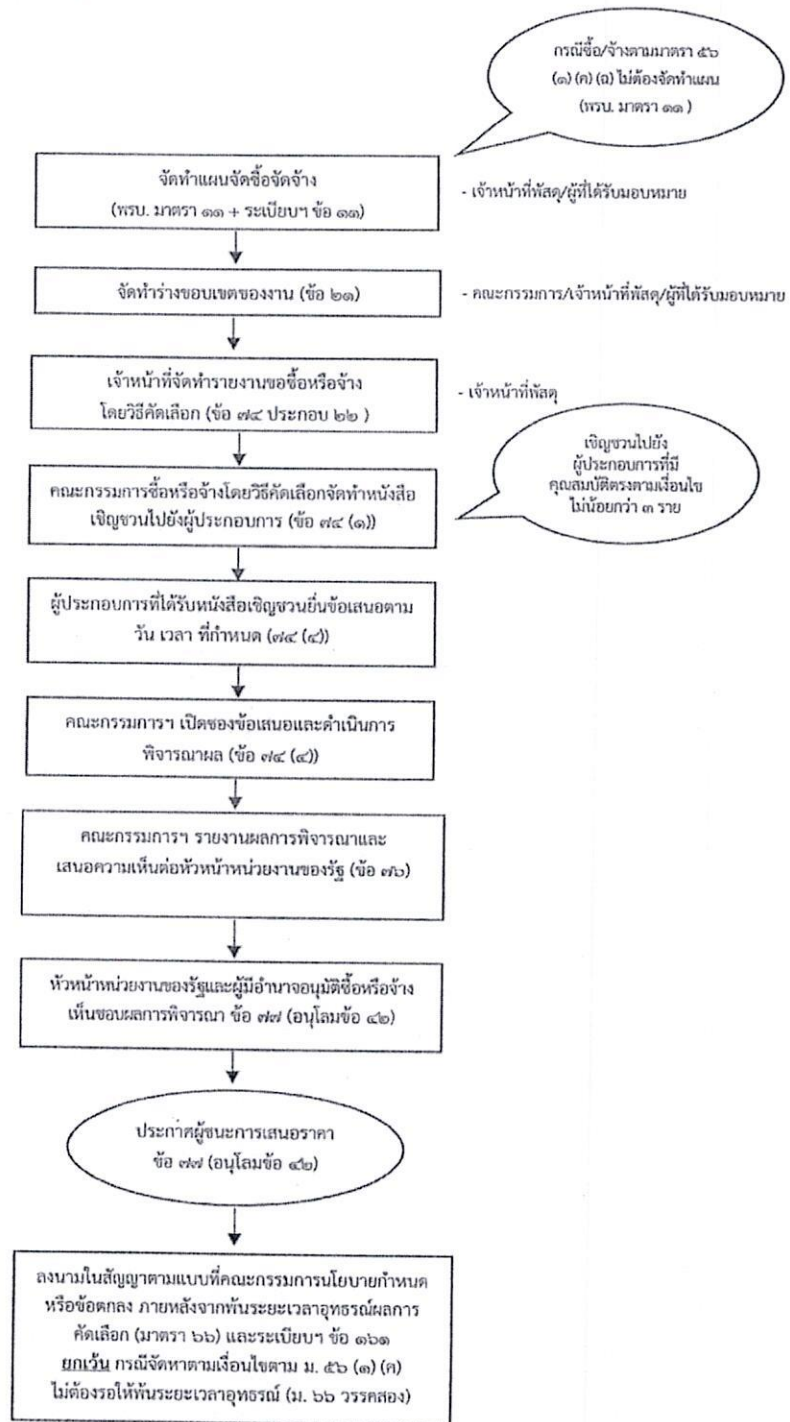 กรณีซื้อ/จ้างตามมาตรา ๕๖
(๑) (ค) (ฉ) ไม่ต้องจัดทำแผน
(พรบ. มาตรา ๑๑ )
จัดทำแผนจัดซื้อจัดจ้าง
(พรบ. มาตรา ๑๑ + ระเบียบฯ ข้อ ๑๑)
- เจ้าหน้าที่พัสดุ/ผู้ที่ได้รับมอบหมาย
จัดทำร่างขอบเขตของงาน (ข้อ ๒๑)
- คณะกรรมการ/เจ้าหน้าที่พัสดุ/ผู้ที่ได้รับมอบหมาย
เจ้าหน้าที่จัดทำรายงานขอซื้อหรือจ้าง
โดยวิธีคัดเลือก (ข้อ ๗๔ ประกอบ ๒๒ )
- เจ้าหน้าที่พัสดุ
เชิญชวนไปยัง
ผู้ประกอบการที่มี
คุณสมบัติตรงตามเงื่อนไข
ไม่น้อยกว่า ๓ ราย
คณะกรรมการซื้อหรือจ้างโดยวิธีคัดเลือกจัดทำหนังสือ
เชิญชวนไปยังผู้ประกอบการ (ข้อ ๗๔ (๑))
ผู้ประกอบการที่ได้รับหนังสือเชิญชวนยื่นข้อเสนอตาม
วัน เวลา ที่กำหนด (๗๔ (๔))
คณะกรรมการฯ เปิดซองข้อเสนอและดำเนินการ
พิจารณาผล (ข้อ ๗๔ (๔))
คณะกรรมการฯ รายงานผลการพิจารณาและ
เสนอความเห็นต่อหัวหน้าหน่วยงานของรัฐ (ข้อ ๗๖)
หัวหน้าหน่วยงานของรัฐและผู้มีอำนาจอนุมัติซื้อหรือจ้าง
เห็นชอบผลการพิจารณา ข้อ ๗๗ (อนุโลมข้อ ๔๒)
ประกาศผู้ชนะการเสนอราคา
ข้อ ๗๗ (อนุโลมข้อ ๔๒)
ลงนามในสัญญาตามแบบที่คณะกรรมการนโยบายกำหนด
หรือข้อตกลง ภายหลังจากพ้นระยะเวลาอุทธรณ์ผลการ
คัดเลือก (มาตรา ๖๖) และระเบียบฯ ข้อ ๑๖๑
ยกเว้น กรณีจัดหาตามเงื่อนไขตาม ม. ๕๖ (๑) (ค)
ไม่ต้องรอให้พ้นระยะเวลาอุทธรณ์ (ม. ๖๖ วรรคสอง)